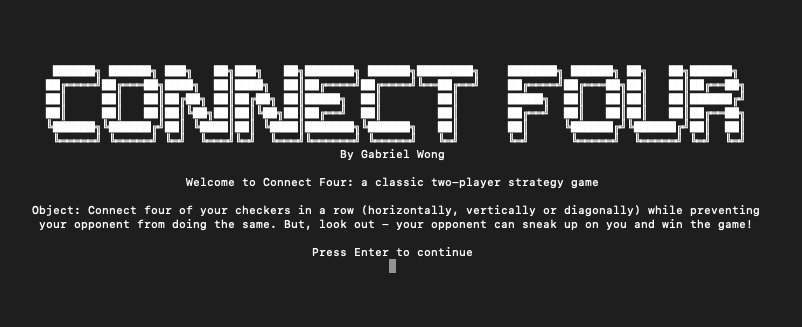 CONNECT FOUR
By Gabriel Wong
Welcome to Connect Four: a classic two-player strategy game
Object: Connect four of your checkers in a row (horizontally, vertically or diagonally) while preventing
your opponent from doing the same. But, look out – your opponent can sneak up on you and win the game!
Press Enter to continue